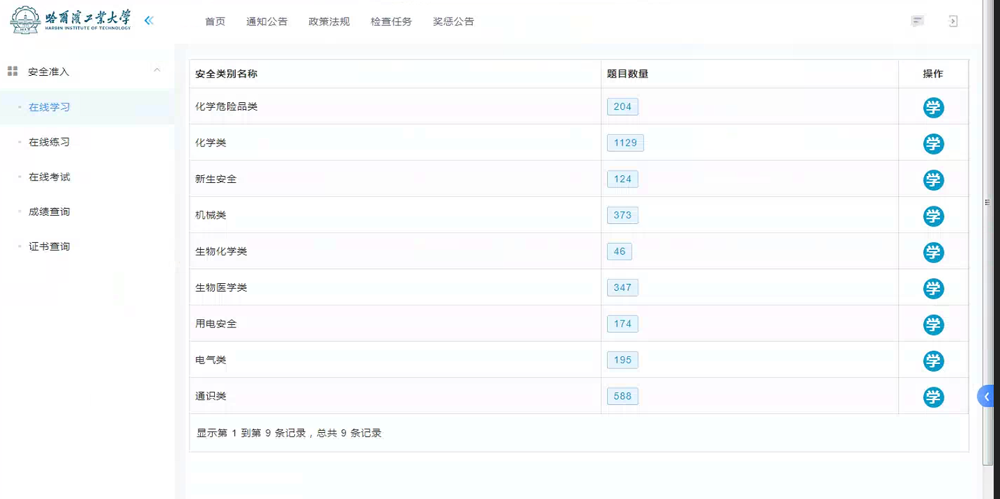 哈尔滨工业大学
HARBIN INSTITUTE OF TECHNOLOGY
HIT
首页 通知公告 政策法规 检查任务 奖惩公告
安全准入
在线学习
在线练习
在线考试
成绩查询
证书查询
安全类别名称 题目数量 操作
化学危险品类 204 学
化学类 1129 学
新生安全 124 学
机械类 373 学
生物化学类 46 学
生物医学类 347 学
用电安全 174 学
电气类 195 学
通识类 588 学
显示第 1 到第 9 条记录，总共 9 条记录